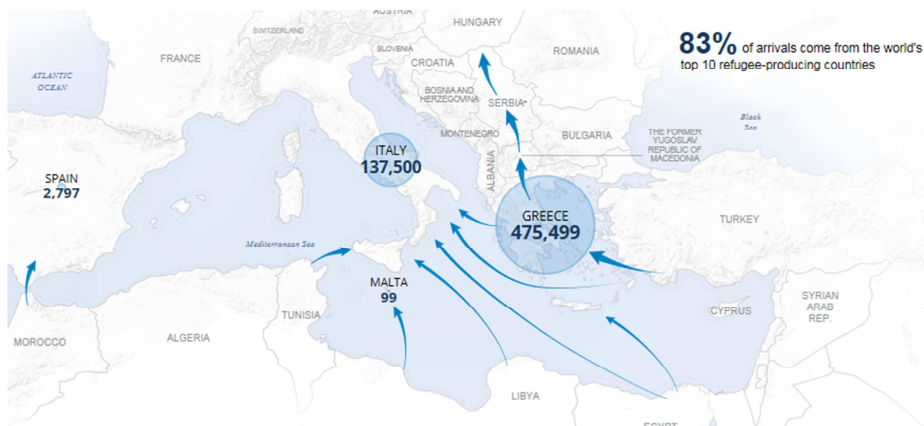 HUNGARY
SWITZERLAND
83% of arrivals come from the world's
top 10 refugee-producing countries
SLOVENIA
ROMANIA
FRANCE
CROATIA
ATLANTIC
OCEAN
BOSNIA AND
HERZEGOVINA
SERBIA*
Black
Sea
MONTENEGRO
BULGARIA
THE FORMER
YUGOSLAV
REPUBLIC OF
MACEDONIA
ITALY
137,500
ALBANIA
SPAIN
2,797
GREECE
475,499
TURKEY
Mediterranean Sea
MALTA
99
SYRIAN
ARAB
REP.
CYPRUS
TUNISIA
MOROCCO
ALGERIA
LIBYA
EGYPT